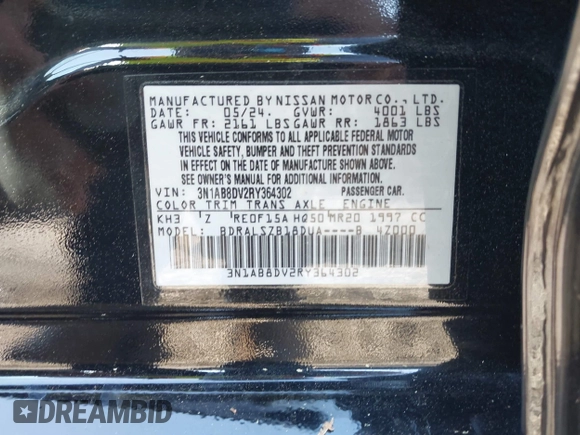 MANUFACTURED BY NISSAN MOTOR CO., LTD.
DATE: 05/24. GVWR: 4001 LBS
GAWR FR: 2161 LBS GAWR RR: 1863 LBS
THIS VEHICLE CONFORMS TO ALL APPLICABLE FEDERAL MOTOR
VEHICLE SAFETY, BUMPER AND THEFT PREVENTION STANDARDS
IN EFFECT ON THE DATE OF MANUFACTURE SHOWN ABOVE.
SEE OWNER'S MANUAL FOR ADDITIONAL INFORMATION
VIN: 3N1AB8DV2RY364302 PASSENGER CAR.
COLOR TRIM TRANS AXLE ENGINE
KH3 Z RE0F15A HQ50 MR20 1997 CC
MODEL: BDRALSZB18DUA----B 4Z000
3N1AB8DV2RY364302
DREAMBID